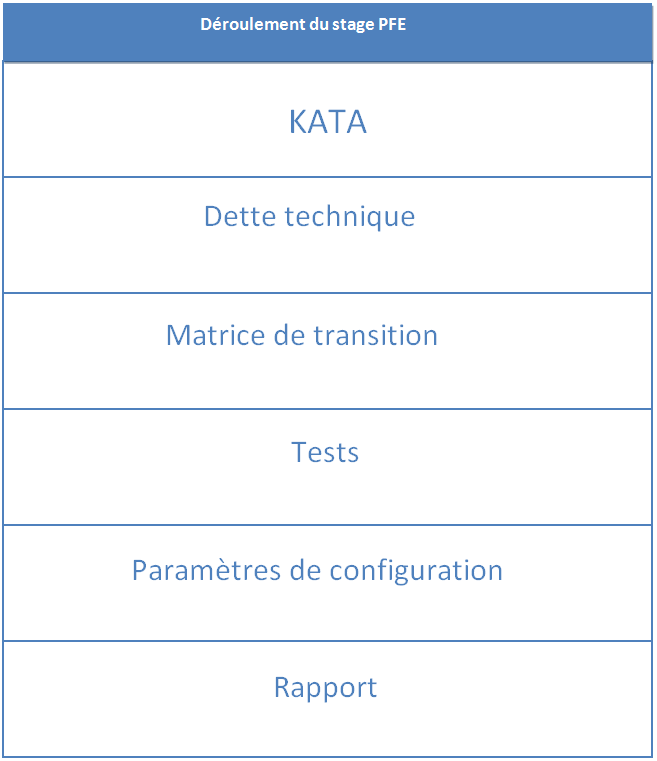 Déroulement du stage PFE
KATA
Dette technique
Matrice de transition
Tests
Paramètres de configuration
Rapport